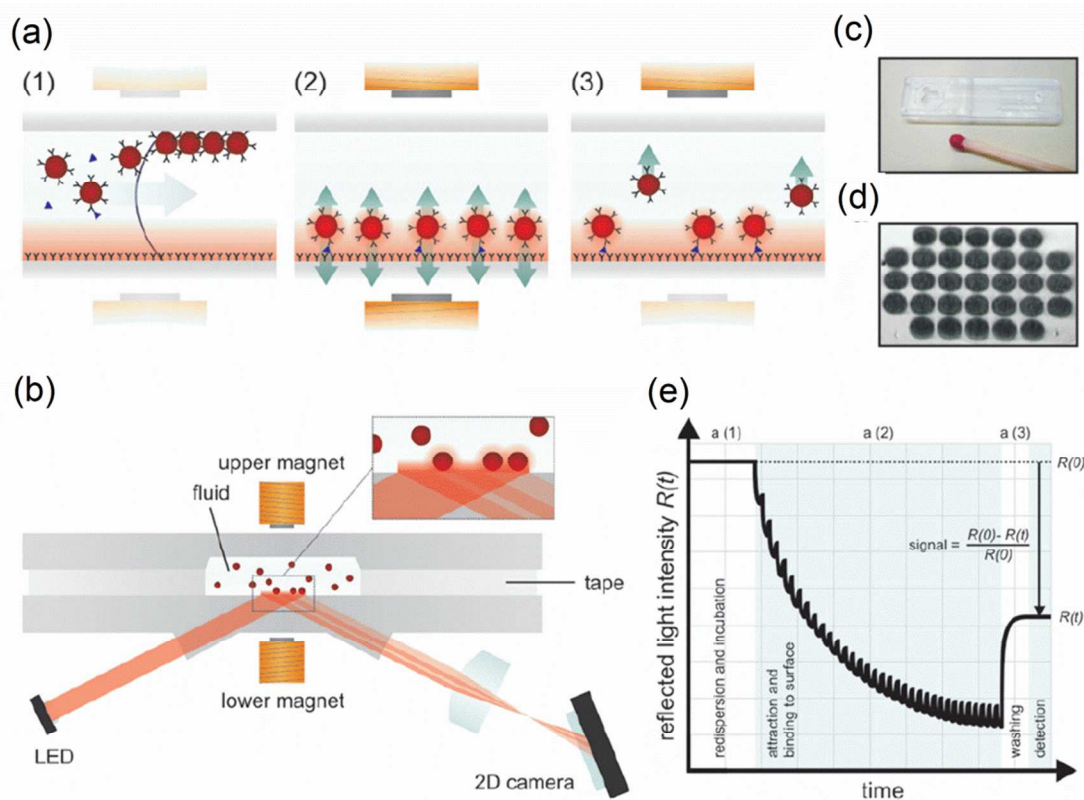 (a)
(1)
(2)
(3)
(c)
(d)
(b)
upper magnet
fluid
tape
lower magnet
LED
2D camera
(e)
a (1)
a (2)
a (3)
R(0)
signal = R(0)- R(t)
R(0)
R(t)
reflected light intensity R(t)
redispersion and incubation
attraction and
binding to surface
washing
detection
time